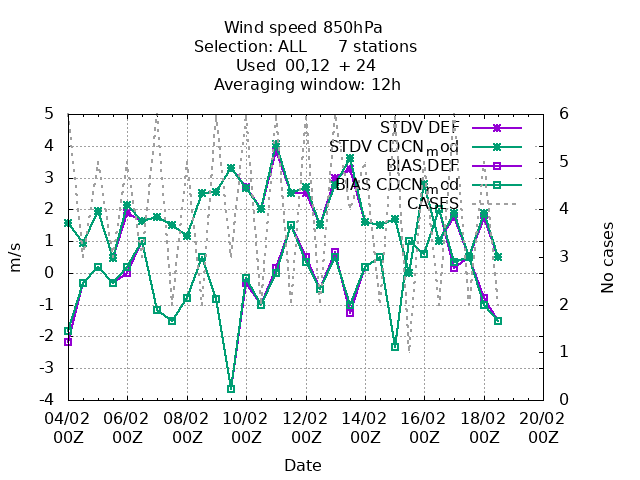 Wind speed 850hPa
Selection: ALL 7 stations
Used 00,12 + 24
Averaging window: 12h
STDV DEF
STDV CDCNmod
BIAS DEF
BIAS CDCNmod
CASES
m/s
5
4
3
2
1
0
-1
-2
-3
-4
No cases
6
5
4
3
2
1
0
04/02 06/02 08/02 10/02 12/02 14/02 16/02 18/02 20/02
00Z 00Z 00Z 00Z 00Z 00Z 00Z 00Z 00Z
Date